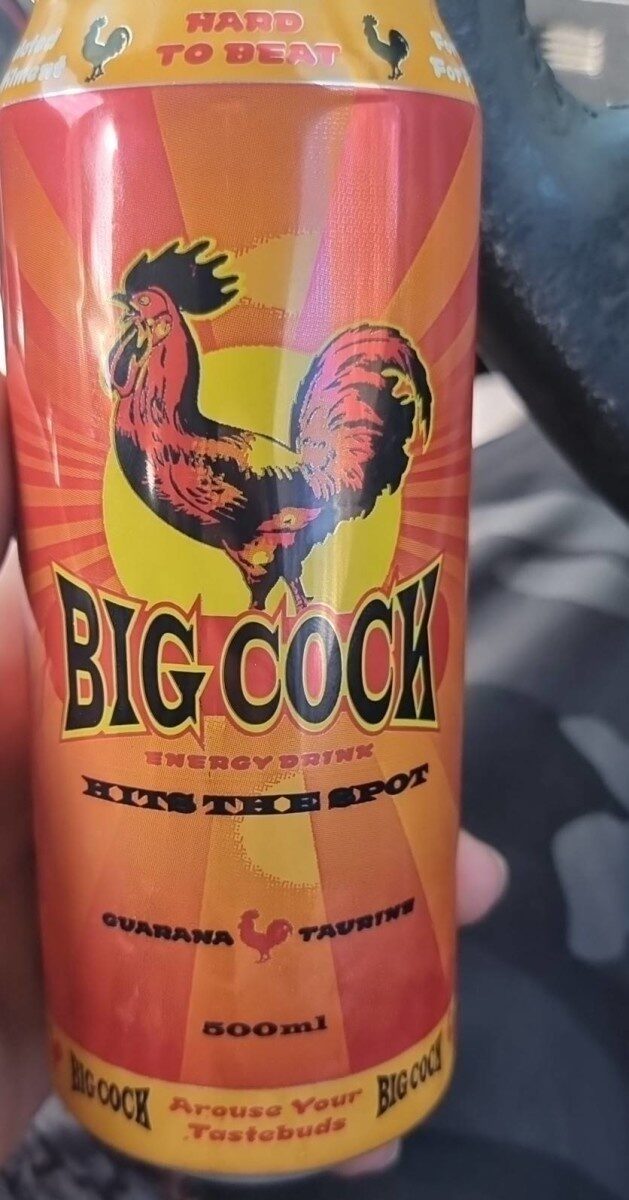 HARD
TO BEAT
BIG COCK
ENERGY DRINK
HITS THE SPOT
GUARANA TAURINE
500ml
BIG COCK Arouse Your BIG COCK
Tastebuds